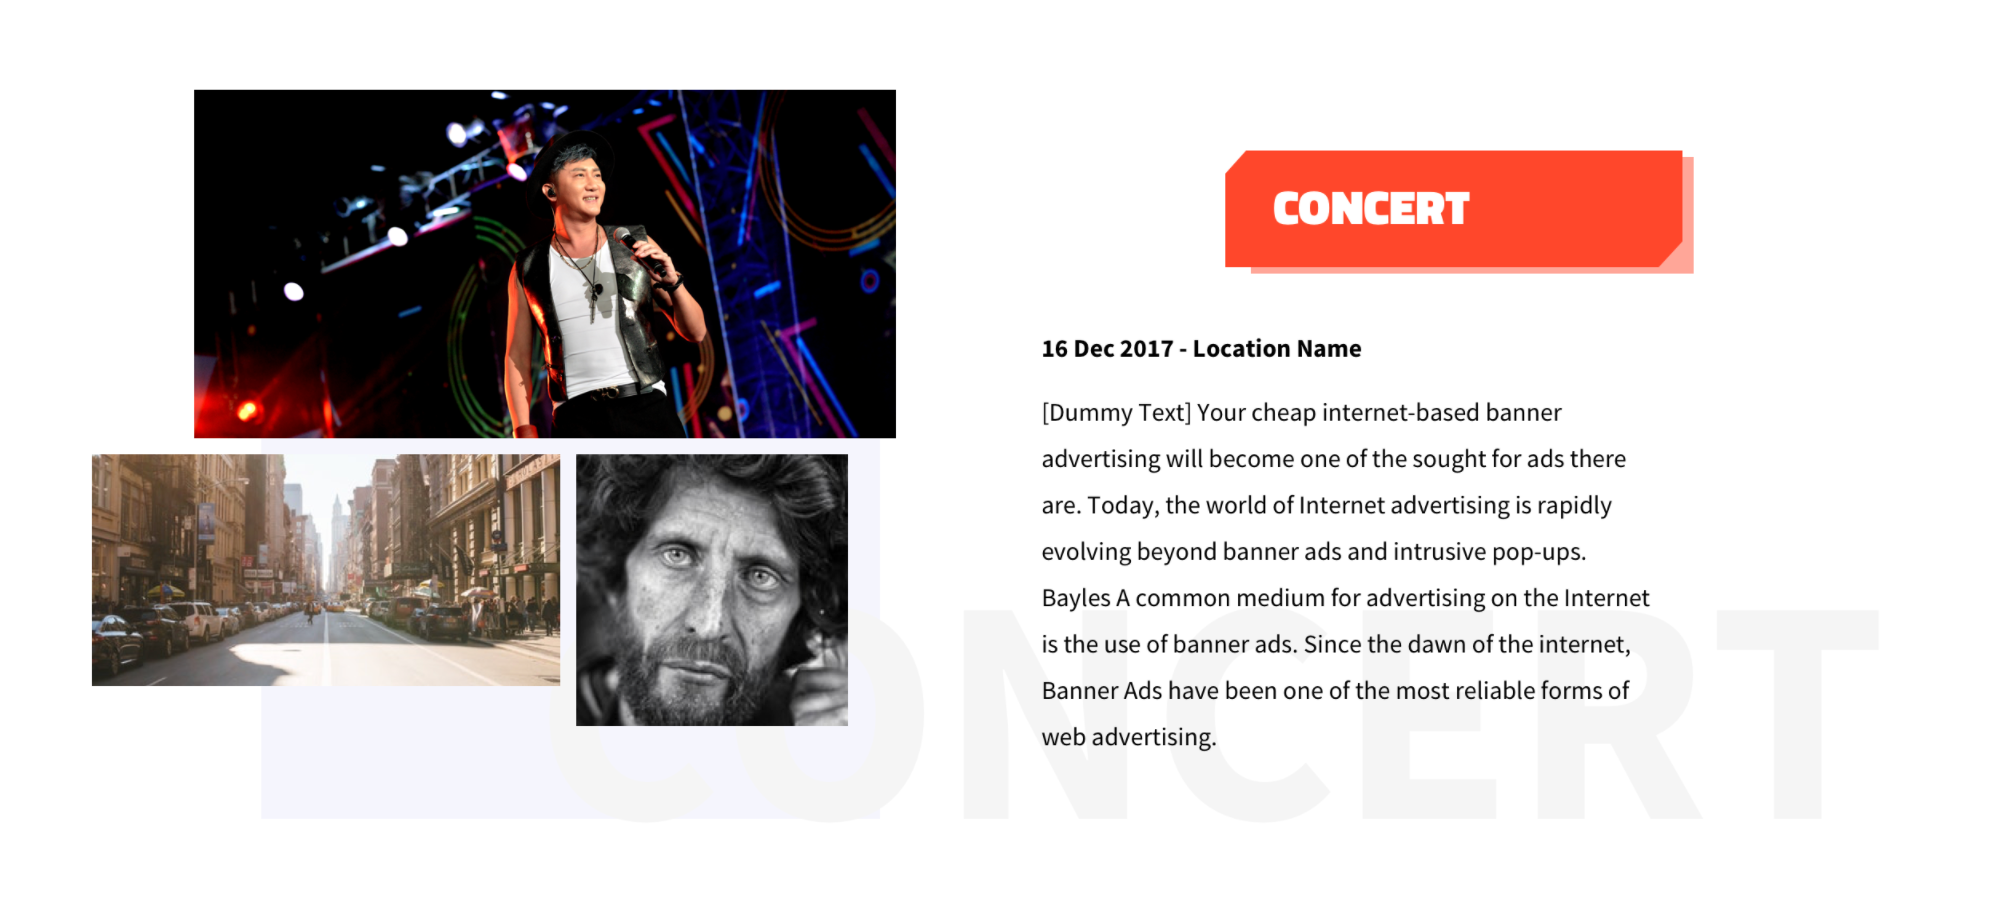 CONCERT
16 Dec 2017 - Location Name
[Dummy Text] Your cheap internet-based banner
advertising will become one of the sought for ads there
are. Today, the world of Internet advertising is rapidly
evolving beyond banner ads and intrusive pop-ups.
Bayles A common medium for advertising on the Internet
is the use of banner ads. Since the dawn of the internet,
Banner Ads have been one of the most reliable forms of
web advertising.
CONCERT